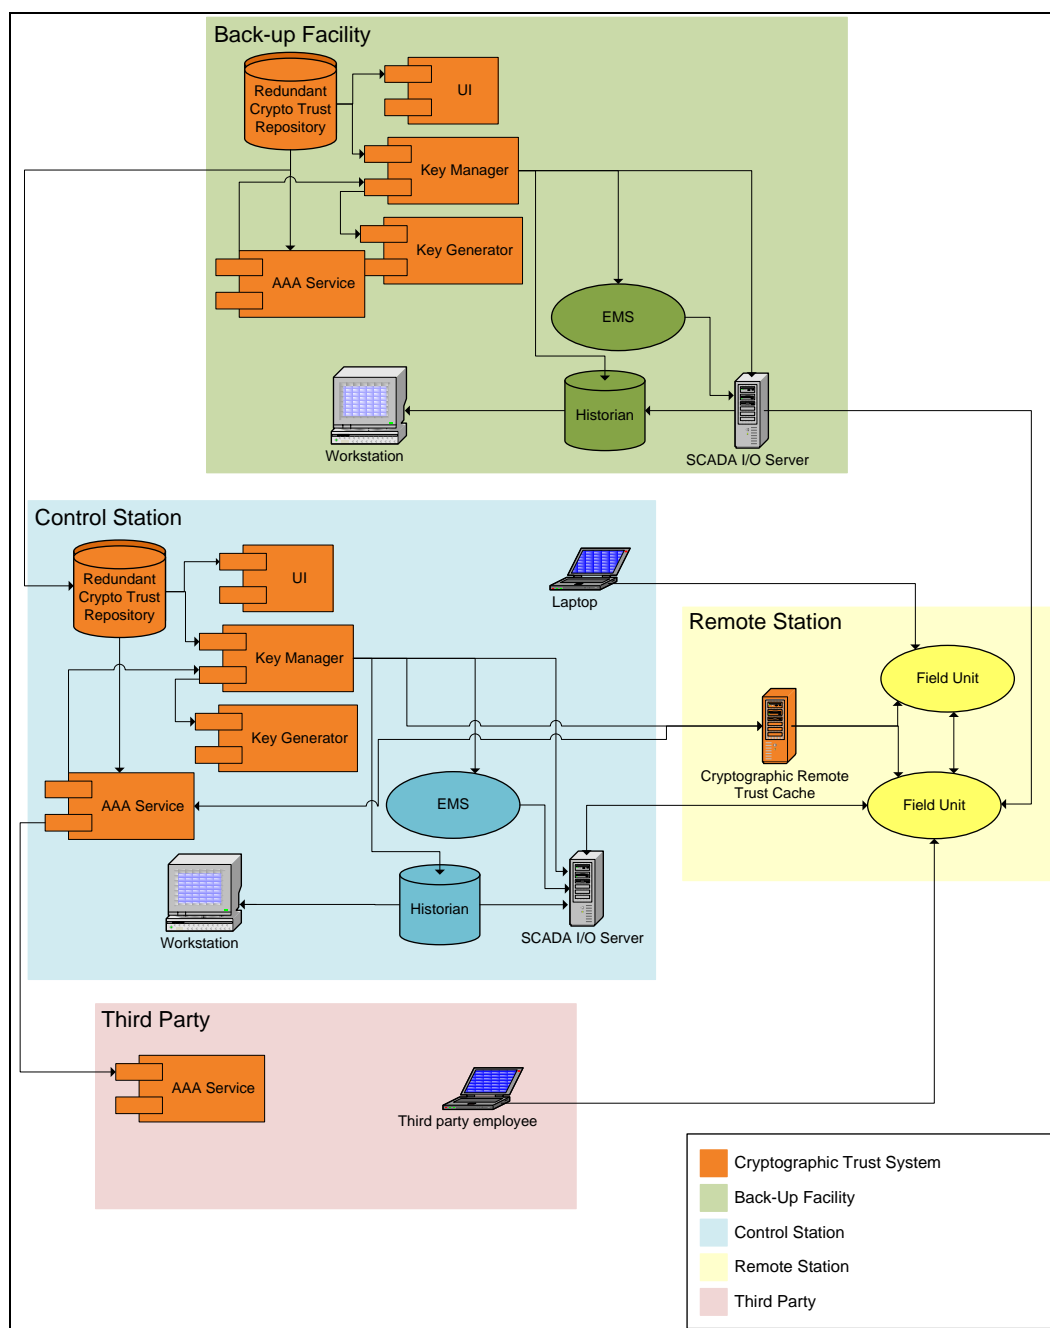 Back-up Facility
Redundant
Crypto Trust
Repository
UI
Key Manager
Key Generator
AAA Service
EMS
Historian
Workstation
SCADA I/O Server
Control Station
Redundant
Crypto Trust
Repository
UI
Laptop
Key Manager
Key Generator
AAA Service
EMS
Historian
Workstation
SCADA I/O Server
Remote Station
Field Unit
Cryptographic Remote
Trust Cache
Field Unit
Third Party
AAA Service
Third party employee
Cryptographic Trust System
Back-Up Facility
Control Station
Remote Station
Third Party